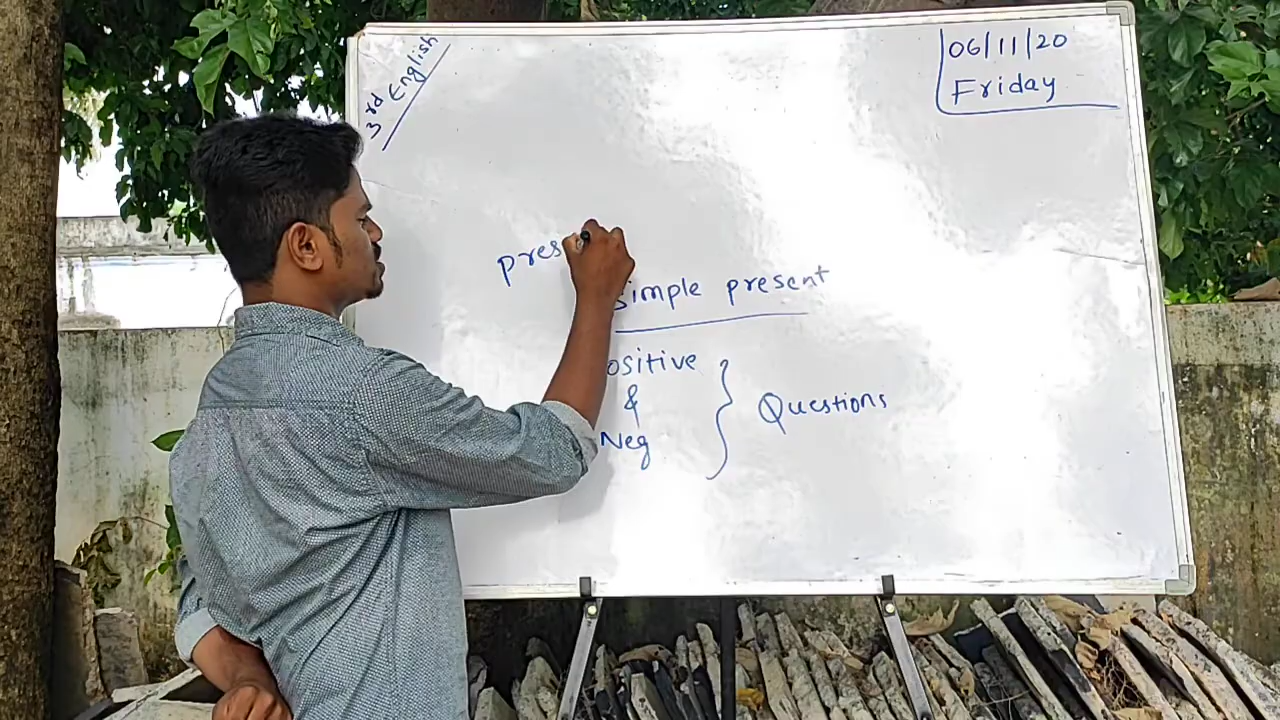 3rd English
06/11/20
Friday
pres
simple present
ositive
&
Neg
Questions